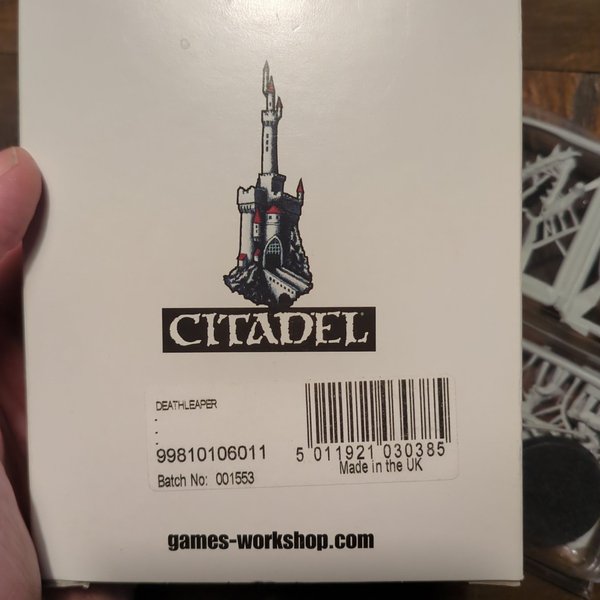 CITADEL
DEATHLEAPER
-
-
-
99810106011
Batch No: 001553
5 011921 030385
Made in the UK
games-workshop.com